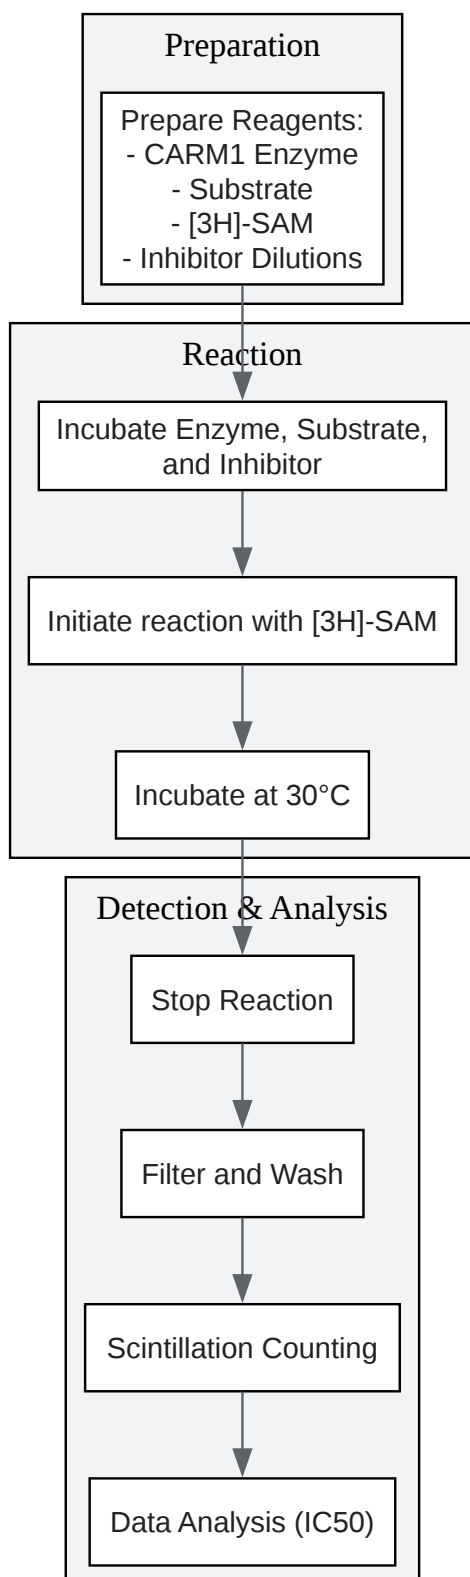 Preparation
Prepare Reagents:
- CARM1 Enzyme
- Substrate
- [3H]-SAM
- Inhibitor Dilutions
Reaction
Incubate Enzyme, Substrate,
and Inhibitor
Initiate reaction with [3H]-SAM
Incubate at 30°C
Detection & Analysis
Stop Reaction
Filter and Wash
Scintillation Counting
Data Analysis (IC50)